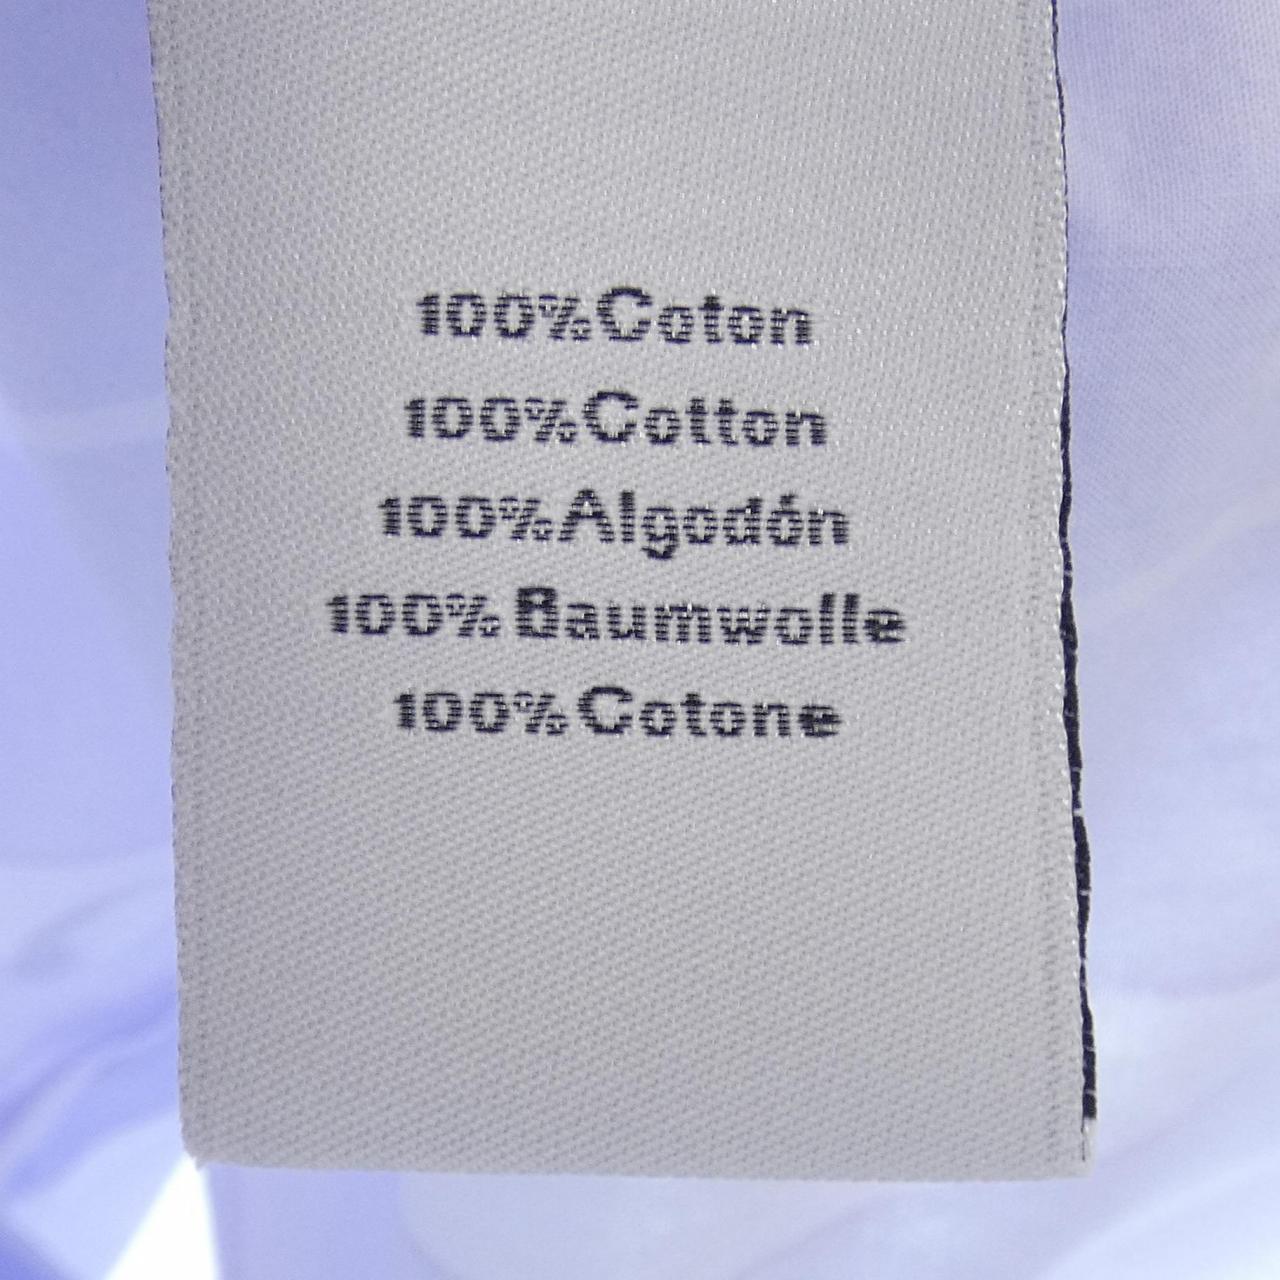 100% Coton
100% Cotton
100% Algodón
100% Baumwolle
100% Cotone